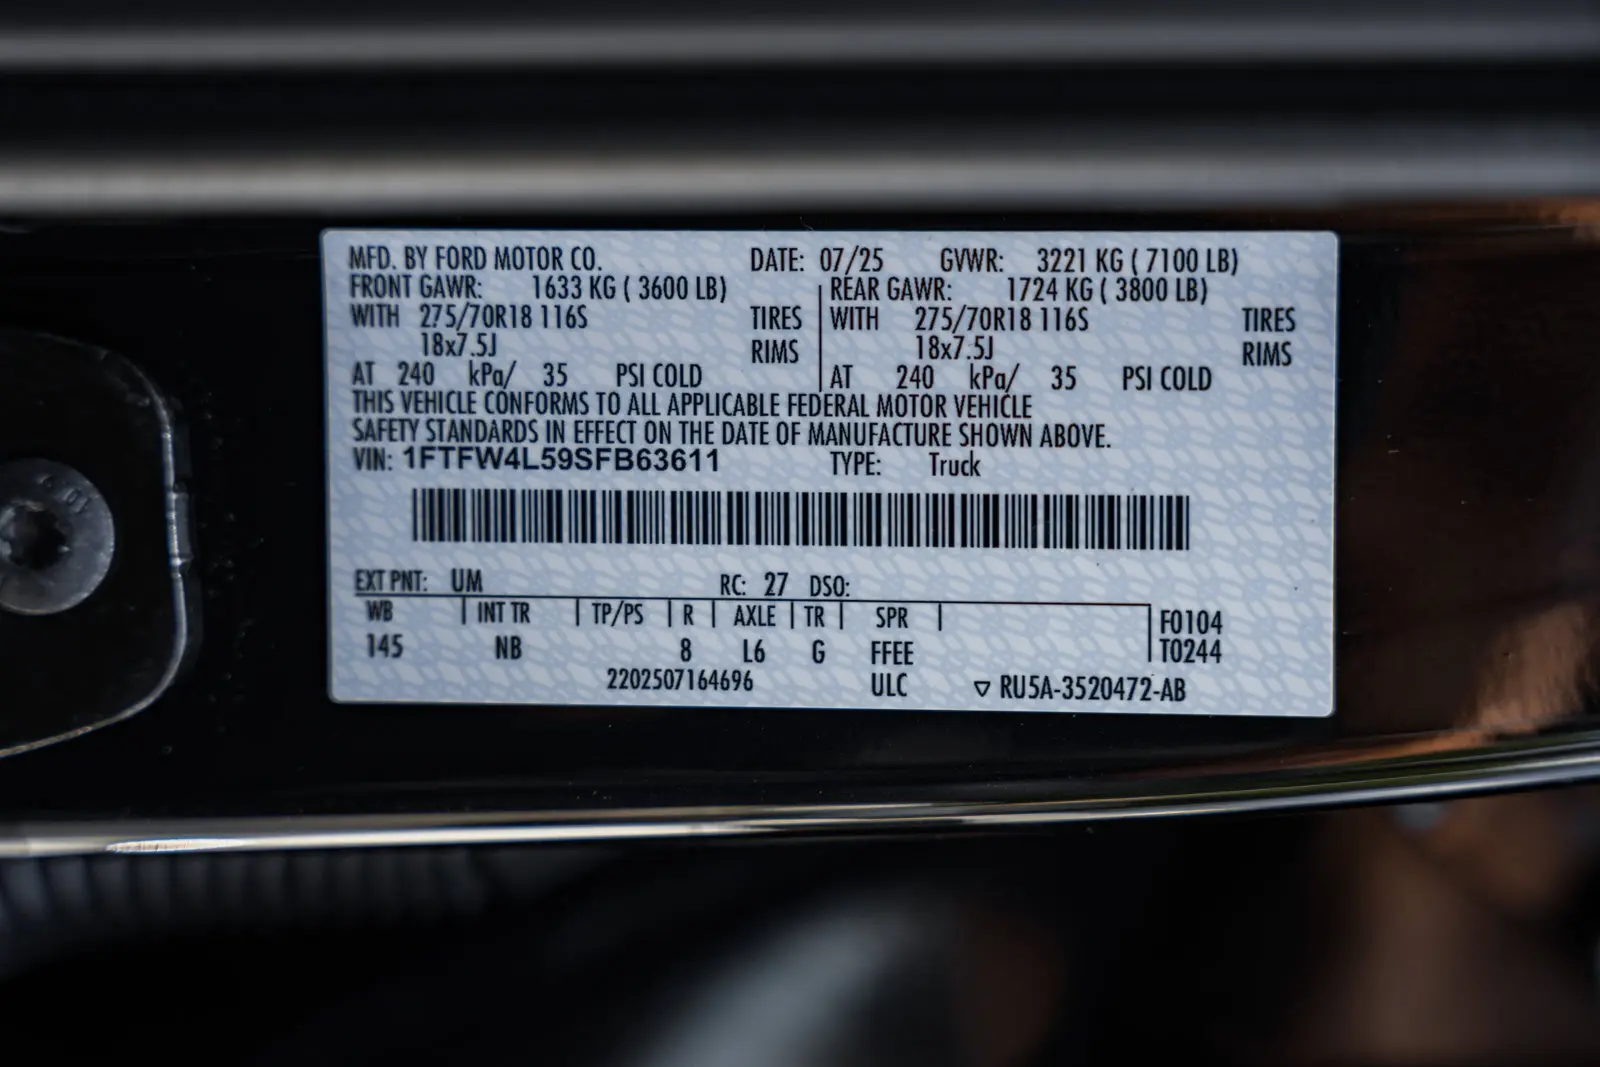 MFD. BY FORD MOTOR CO. DATE: 07/25 GVWR: 3221 KG ( 7100 LB)
FRONT GAWR: 1633 KG ( 3600 LB) REAR GAWR: 1724 KG ( 3800 LB)
WITH 275/70R18 116S TIRES WITH 275/70R18 116S TIRES
18x7.5J RIMS 18x7.5J RIMS
AT 240 kPa/ 35 PSI COLD AT 240 kPa/ 35 PSI COLD
THIS VEHICLE CONFORMS TO ALL APPLICABLE FEDERAL MOTOR VEHICLE
SAFETY STANDARDS IN EFFECT ON THE DATE OF MANUFACTURE SHOWN ABOVE.
VIN: 1FTFW4L59SFB63611 TYPE: Truck
EXT PNT: UM RC: 27 DSO:
WB | INT TR | TP/PS | R | AXLE | TR | SPR | F0104
145 NB 8 L6 G FFEE T0244
2202507164696 ULC ▽ RU5A-3520472-AB